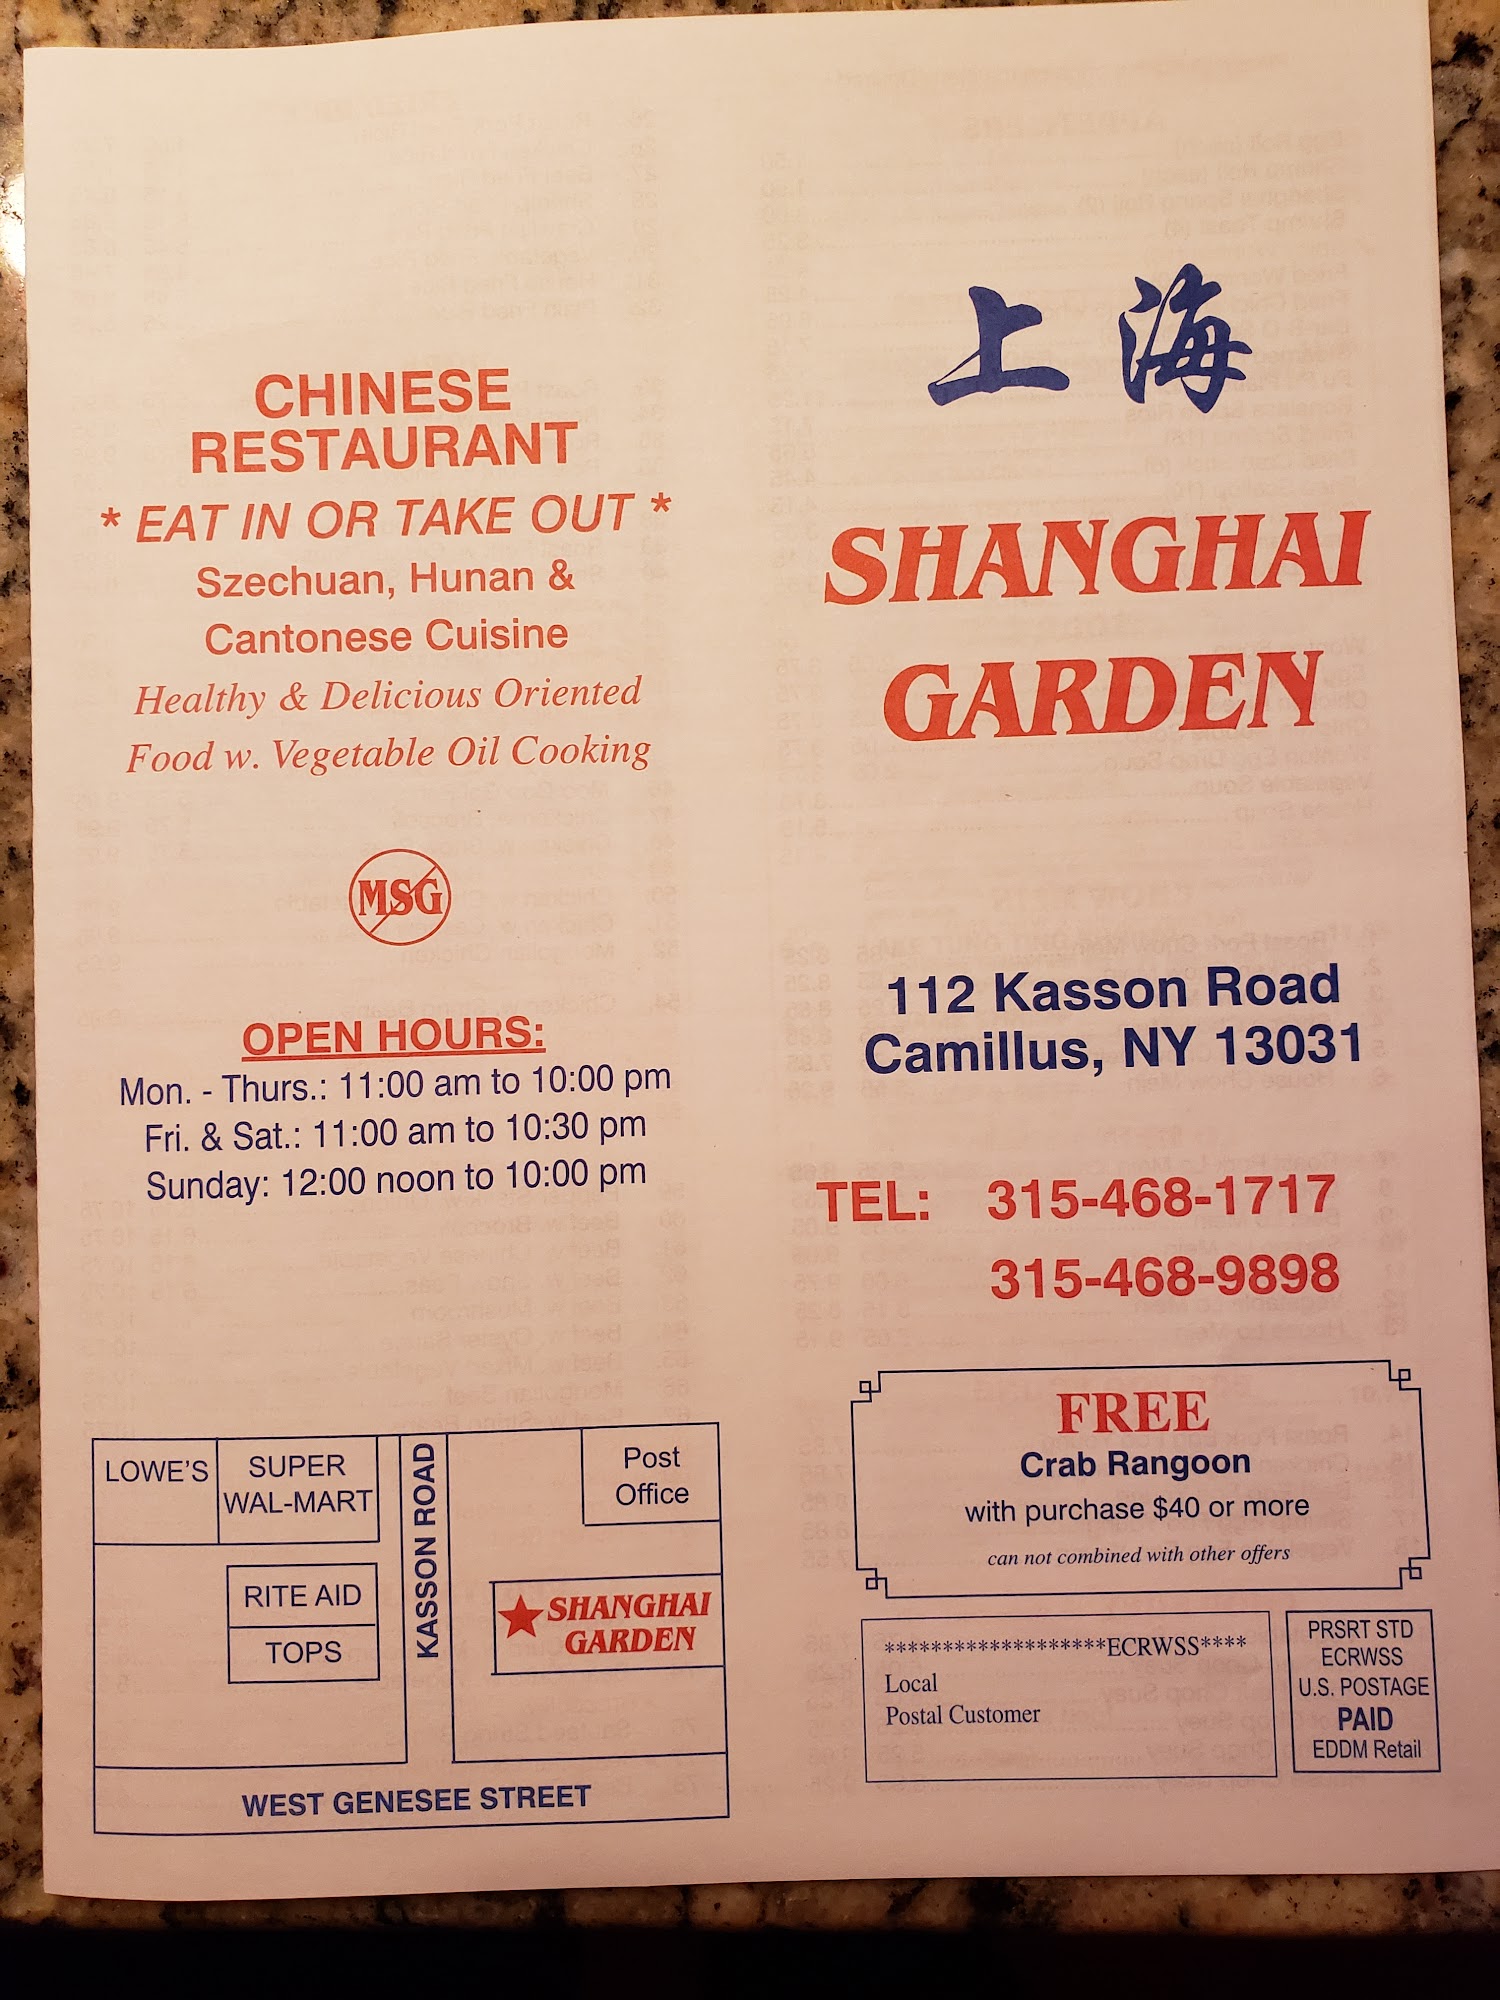 CHINESE
RESTAURANT
* EAT IN OR TAKE OUT *
Szechuan, Hunan &
Cantonese Cuisine
Healthy & Delicious Oriented
Food w. Vegetable Oil Cooking
MSG
OPEN HOURS:
Mon. - Thurs.: 11:00 am to 10:00 pm
Fri. & Sat.: 11:00 am to 10:30 pm
Sunday: 12:00 noon to 10:00 pm
LOWE'S
SUPER
WAL-MART
RITE AID
TOPS
KASSON ROAD
Post
Office
SHANGHAI
GARDEN
WEST GENESEE STREET
上海
SHANGHAI
GARDEN
112 Kasson Road
Camillus, NY 13031
TEL: 315-468-1717
315-468-9898
FREE
Crab Rangoon
with purchase $40 or more
can not combined with other offers
*******************ECRWSS****
Local
Postal Customer
PRSRT STD
ECRWSS
U.S. POSTAGE
PAID
EDDM Retail